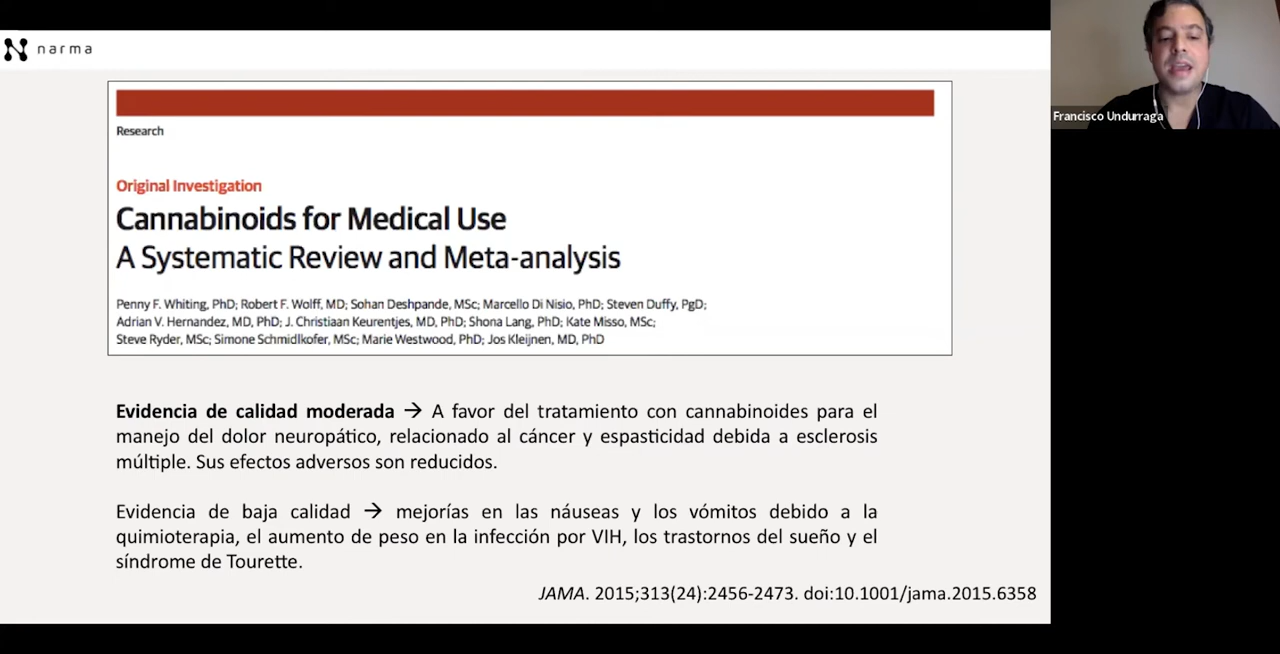 narma
Francisco Undurraga
Research
Original Investigation
Cannabinoids for Medical Use
A Systematic Review and Meta-analysis
Penny F. Whiting, PhD; Robert F. Wolff, MD; Sohan Deshpande, MSc; Marcello Di Nisio, PhD; Steven Duffy, PgD;
Adrian V. Hernandez, MD, PhD; J. Christiaan Keurentjes, MD, PhD; Shona Lang, PhD; Kate Misso, MSc;
Steve Ryder, MSc; Simone Schmidlkofer, MSc; Marie Westwood, PhD; Jos Kleijnen, MD, PhD
Evidencia de calidad moderada → A favor del tratamiento con cannabinoides para el
manejo del dolor neuropático, relacionado al cáncer y espasticidad debida a esclerosis
múltiple. Sus efectos adversos son reducidos.
Evidencia de baja calidad → mejorías en las náuseas y los vómitos debido a la
quimioterapia, el aumento de peso en la infección por VIH, los trastornos del sueño y el
síndrome de Tourette.
JAMA. 2015;313(24):2456-2473. doi:10.1001/jama.2015.6358